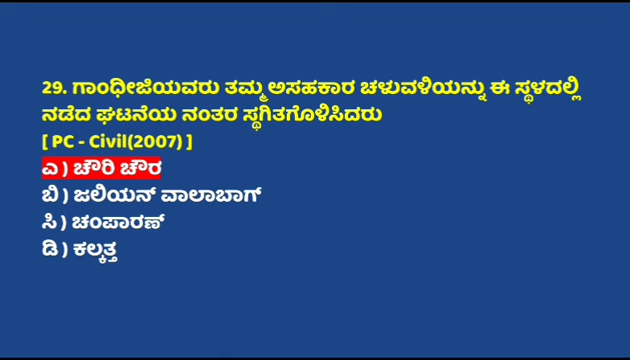 29. ಗಾಂಧೀಜಿಯವರು ತಮ್ಮ ಅಸಹಕಾರ ಚಳುವಳಿಯನ್ನು ಈ ಸ್ಥಳದಲ್ಲಿ
ನಡೆದ ಘಟನೆಯ ನಂತರ ಸ್ಥಗಿತಗೊಳಿಸಿದರು
[ PC - Civil(2007) ]
ಎ ) ಚೌರಿ ಚೌರ
ಬಿ ) ಜಲಿಯನ್ ವಾಲಾಬಾಗ್
ಸಿ ) ಚಂಪಾರಣ್
ಡಿ ) ಕಲ್ಕತ್ತ